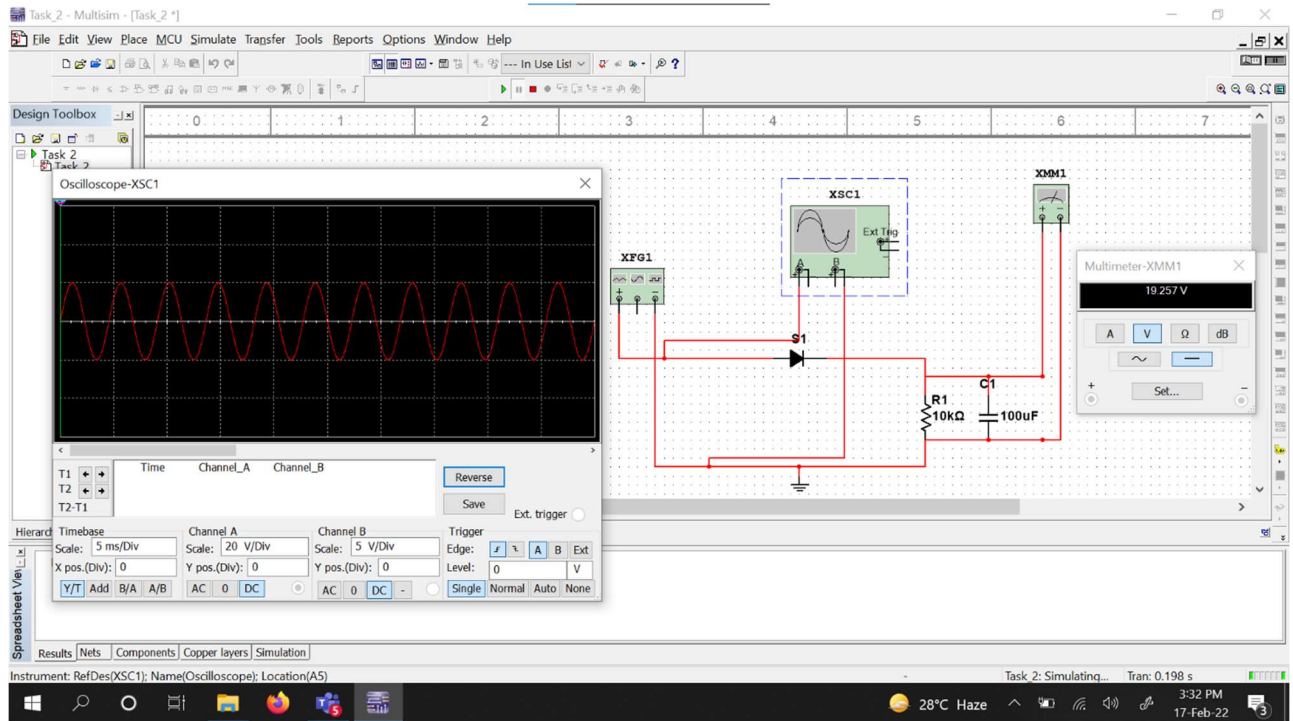 Task_2 - Multisim - [Task_2 *]
File Edit View Place MCU Simulate Transfer Tools Reports Options Window Help
--- In Use List
Design Toolbox
0 1 2 3 4 5 6 7
Task 2
Task 2
Oscilloscope-XSC1
XMM1
XSC1
Ext Trig
XFG1
A B
Multimeter-XMM1
19.257 V
A V Ω dB
Set...
S1
C1
R1
10kΩ
100uF
Time Channel_A Channel_B
T1
T2
T2-T1
Reverse
Save
Ext. trigger
Timebase
Scale: 5 ms/Div
X pos.(Div): 0
Y/T Add B/A A/B
Channel A
Scale: 20 V/Div
Y pos.(Div): 0
AC 0 DC
Channel B
Scale: 5 V/Div
Y pos.(Div): 0
AC 0 DC -
Trigger
Edge: A B Ext
Level: 0 V
Single Normal Auto None
Hierard
Spreadsheet View
Results Nets Components Copper layers Simulation
Instrument: RefDes(XSC1); Name(Oscilloscope); Location(A5)
-
Task_2: Simulating... Tran: 0.198 s
28°C Haze
3:32 PM
17-Feb-22